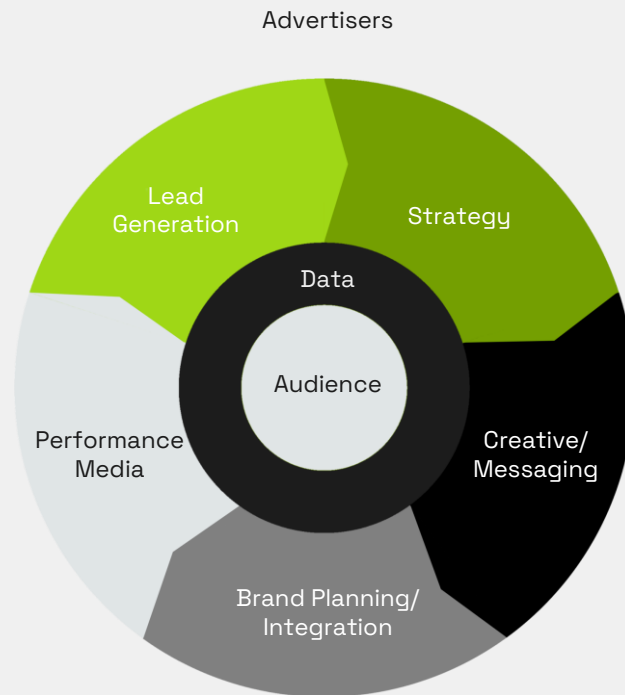 Advertisers
Lead
Generation
Strategy
Data
Audience
Performance
Media
Creative/
Messaging
Brand Planning/
Integration